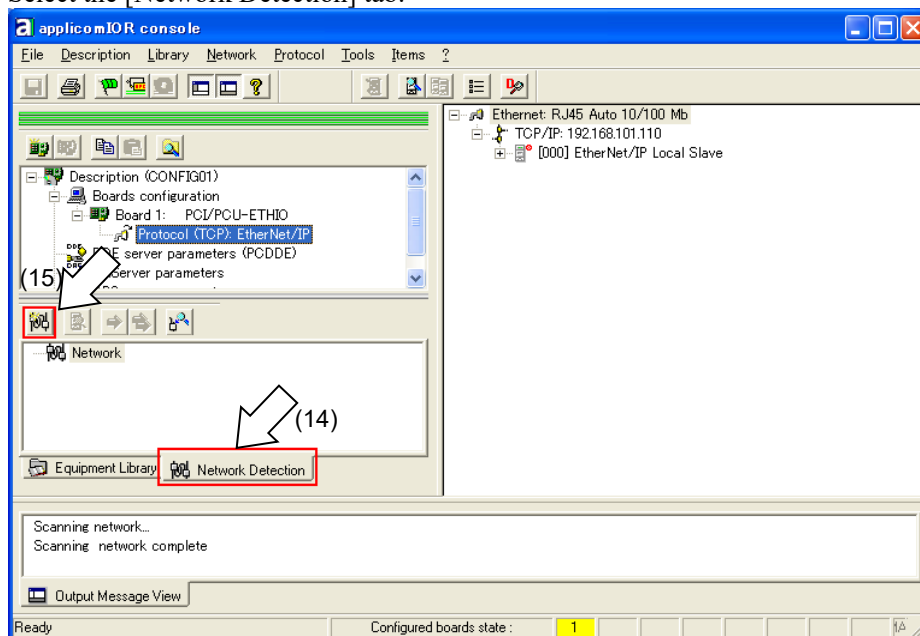 Select the [Network Detection] tab.
applicomIOR console
File Description Library Network Protocol Tools Items ?
Description (CONFIG01)
Boards configuration
Board 1: PCI/PCU-ETHIO
Protocol (TCP): EtherNet/IP
server parameters (PCDDE)
Server parameters
(15)
Network
(14)
Equipment Library
Network Detection
Ethernet: RJ45 Auto 10/100 Mb
TCP/IP: 192.168.101.110
[000] EtherNet/IP Local Slave
Scanning network...
Scanning network complete
Output Message View
Ready
Configured boards state :
1